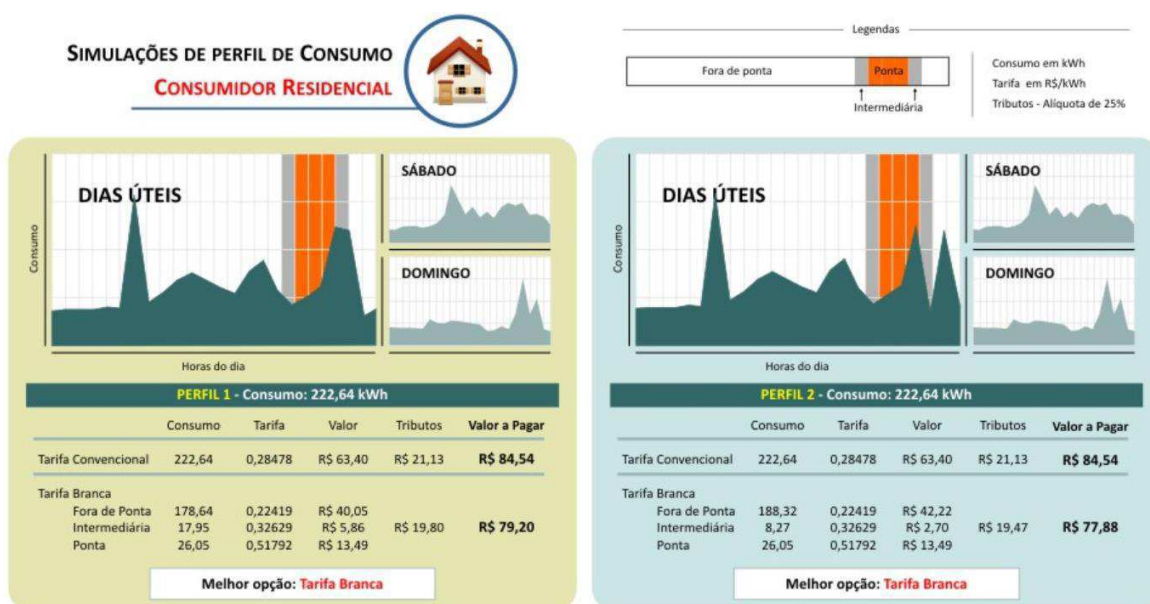 SIMULAÇÕES DE PERFIL DE CONSUMO
CONSUMIDOR RESIDENCIAL
Legendas
Fora de ponta
Ponta
Intermediária
Consumo em kWh
Tarifa em R$/kWh
Tributos - Alíquota de 25%
DIAS ÚTEIS
SÁBADO
DOMINGO
Consumo
Horas do dia
PERFIL 1 - Consumo: 222,64 kWh
Consumo Tarifa Valor Tributos Valor a Pagar
Tarifa Convencional 222,64 0,28478 R$ 63,40 R$ 21,13 R$ 84,54
Tarifa Branca
Fora de Ponta 178,64 0,22419 R$ 40,05
Intermediária 17,95 0,32629 R$ 5,86 R$ 19,80 R$ 79,20
Ponta 26,05 0,51792 R$ 13,49
Melhor opção: Tarifa Branca
DIAS ÚTEIS
SÁBADO
DOMINGO
Consumo
Horas do dia
PERFIL 2 - Consumo: 222,64 kWh
Consumo Tarifa Valor Tributos Valor a Pagar
Tarifa Convencional 222,64 0,28478 R$ 63,40 R$ 21,13 R$ 84,54
Tarifa Branca
Fora de Ponta 188,32 0,22419 R$ 42,22
Intermediária 8,27 0,32629 R$ 2,70 R$ 19,47 R$ 77,88
Ponta 26,05 0,51792 R$ 13,49
Melhor opção: Tarifa Branca